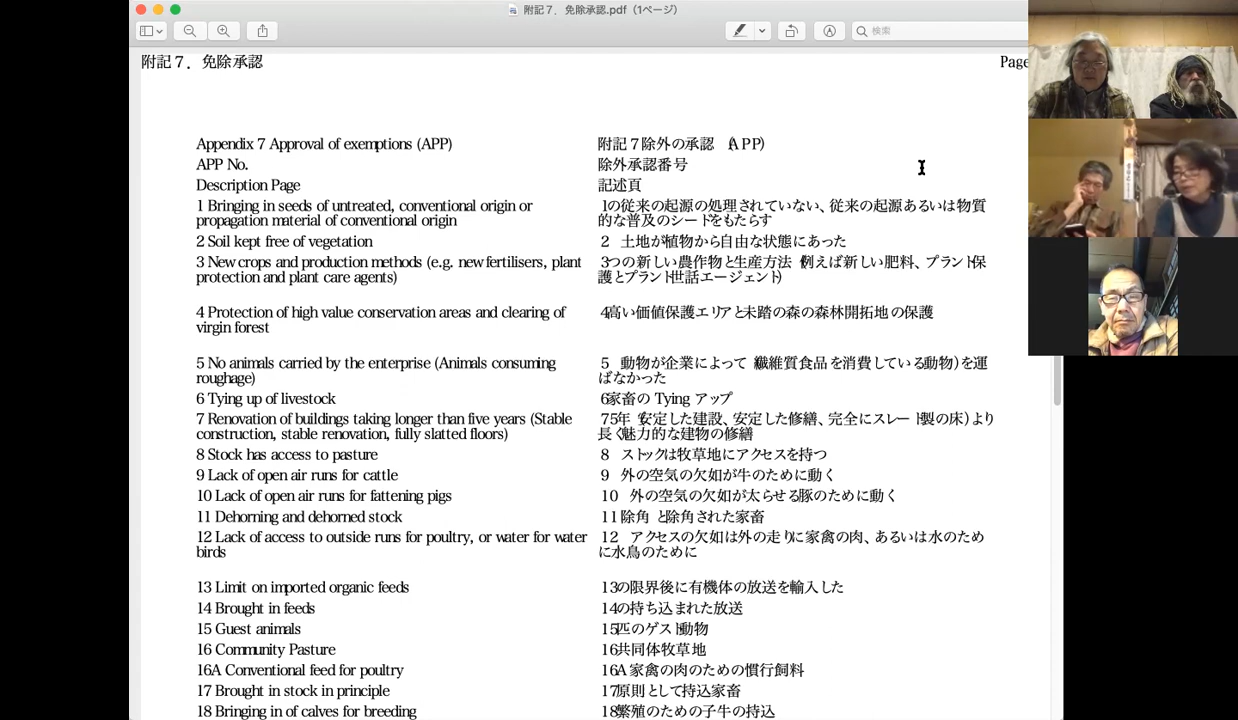 附記７．免除承認.pdf（1ページ）
検索
附記７．免除承認
Page
Appendix 7 Approval of exemptions (APP)
附記７除外の承認 （APP）
APP No.
除外承認番号
Description Page
記述頁
1 Bringing in seeds of untreated, conventional origin or
propagation material of conventional origin
1の従来の起源の処理されていない、従来の起源あるいは物質
的な普及のシードをもたらす
2 Soil kept free of vegetation
2 土地が植物から自由な状態にあった
3 New crops and production methods (e.g. new fertilisers, plant
protection and plant care agents)
3つの新しい農作物と生産方法（例えば新しい肥料、プラント保
護とプラント世話エージェント）
4 Protection of high value conservation areas and clearing of
virgin forest
4高い価値保護エリアと未踏の森の森林開拓地の保護
5 No animals carried by the enterprise (Animals consuming
roughage)
5 動物が企業によって（繊維質食品を消費している動物）を運
ばなかった
6 Tying up of livestock
6家畜の Tying アップ
7 Renovation of buildings taking longer than five years (Stable
construction, stable renovation, fully slatted floors)
75年（安定した建設、安定した修繕、完全にスレート製の床）より
長く魅力的な建物の修繕
8 Stock has access to pasture
8 ストックは牧草地にアクセスを持つ
9 Lack of open air runs for cattle
9 外の空気の欠如が牛のために動く
10 Lack of open air runs for fattening pigs
10 外の空気の欠如が太らせる豚のために動く
11 Dehorning and dehorned stock
11 除角 と除角された家畜
12 Lack of access to outside runs for poultry, or water for water
birds
12 アクセスの欠如は外の走りに家禽の肉、あるいは水のため
に水鳥のために
13 Limit on imported organic feeds
13の限界後に有機体の放送を輸入した
14 Brought in feeds
14の持ち込まれた放送
15 Guest animals
15匹のゲスト動物
16 Community Pasture
16共同体牧草地
16A Conventional feed for poultry
16A 家禽の肉のための慣行飼料
17 Brought in stock in principle
17原則として持込家畜
18 Bringing in of calves for breeding
18繁殖のための子牛の持込